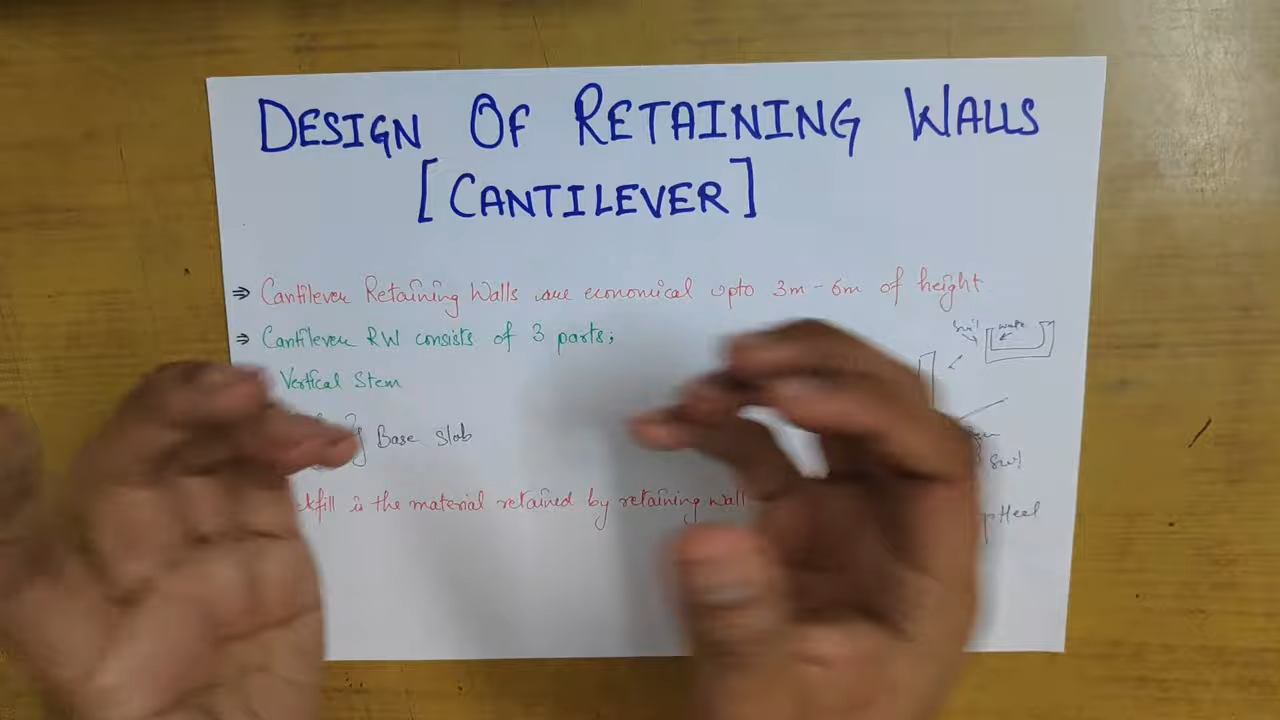 DESIGN OF RETAINING WALLS
[CANTILEVER]
⇒ Cantilever Retaining Walls are economical upto 3m - 6m of height
⇒ Cantilever RW consists of 3 parts;
Vertical Stem
Base Slab
is the material retained by retaining wall
soil
water
soil
Heel